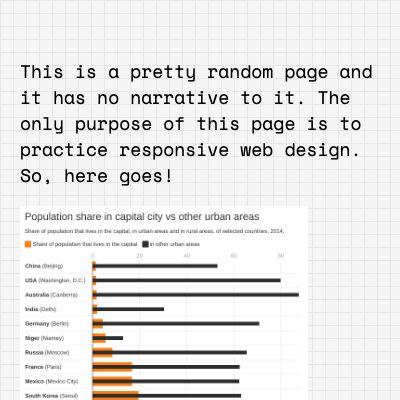 This is a pretty random page and
it has no narrative to it. The
only purpose of this page is to
practice responsive web design.
So, here goes!
Population share in capital city vs other urban areas
Share of population that lives in the capital city, in urban areas and in rural areas, of selected countries, 2014.
Share of population that lives in the capital in other urban areas
0 20 40 60 80
China (Beijing)
USA (Washington, D.C.)
Australia (Canberra)
India (Delhi)
Germany (Berlin)
Niger (Niamey)
Russia (Moscow)
France (Paris)
Mexico (Mexico City)
South Korea (Seoul)